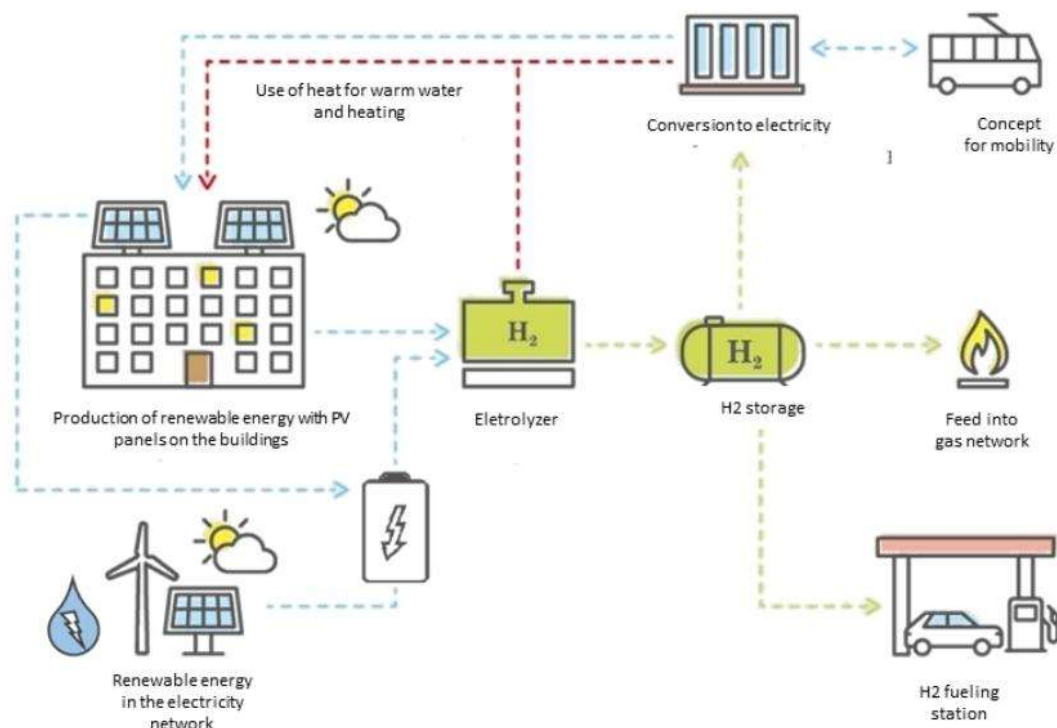 Use of heat for warm water
and heating
Conversion to electricity
]
Concept
for mobility
H₂
H₂
Production of renewable energy with PV
panels on the buildings
Eletrolyzer
H2 storage
Feed into
gas network
Renewable energy
in the electricity
network
H2 fueling
station